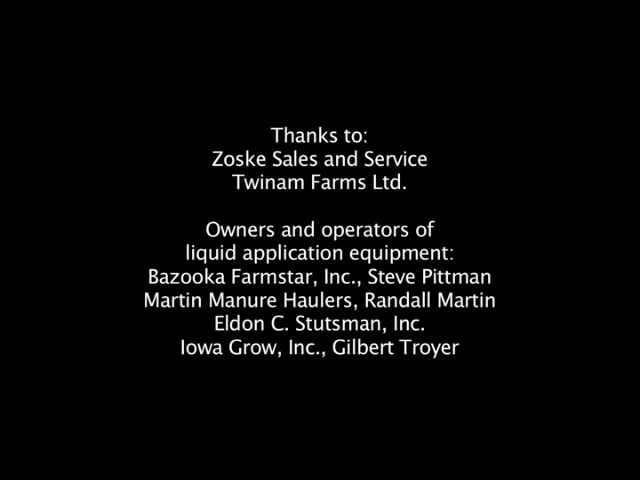 Thanks to:
Zoske Sales and Service
Twinam Farms Ltd.
Owners and operators of
liquid application equipment:
Bazooka Farmstar, Inc., Steve Pittman
Martin Manure Haulers, Randall Martin
Eldon C. Stutsman, Inc.
Iowa Grow, Inc., Gilbert Troyer